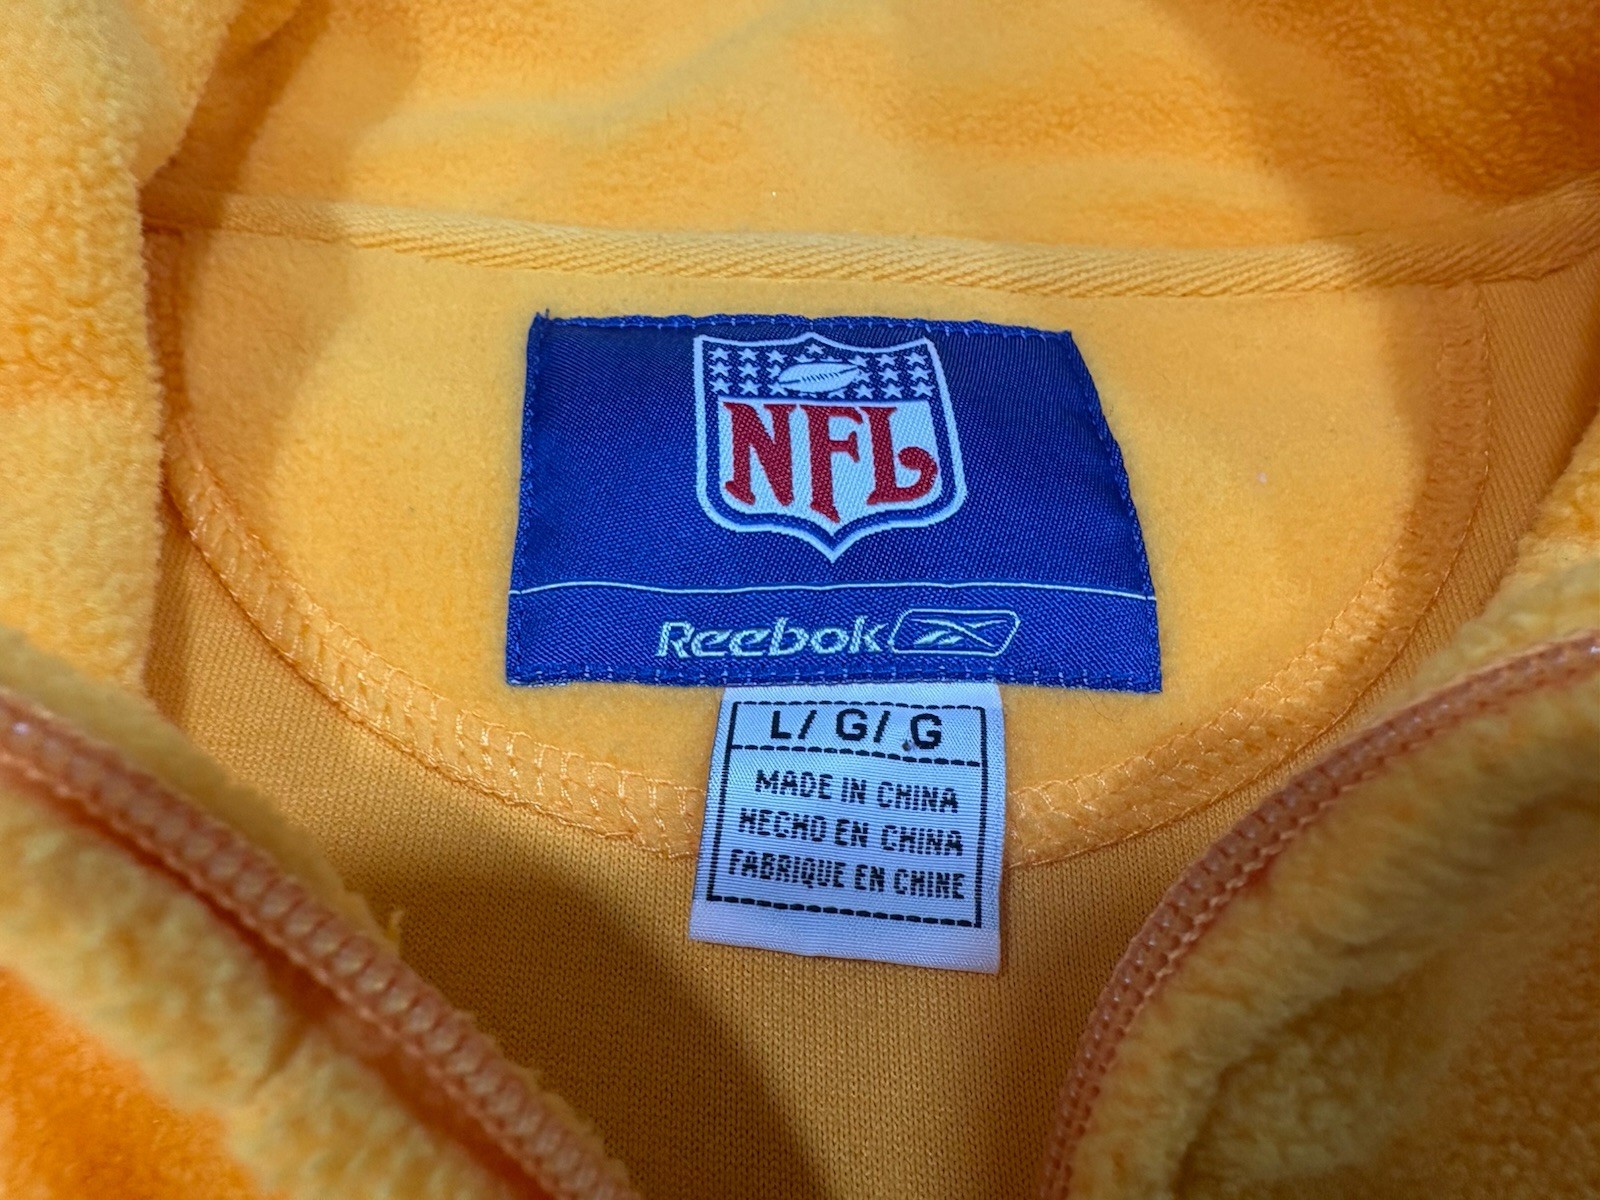 NFL
Reebok
L/ G/ G
MADE IN CHINA
HECHO EN CHINA
FABRIQUE EN CHINE